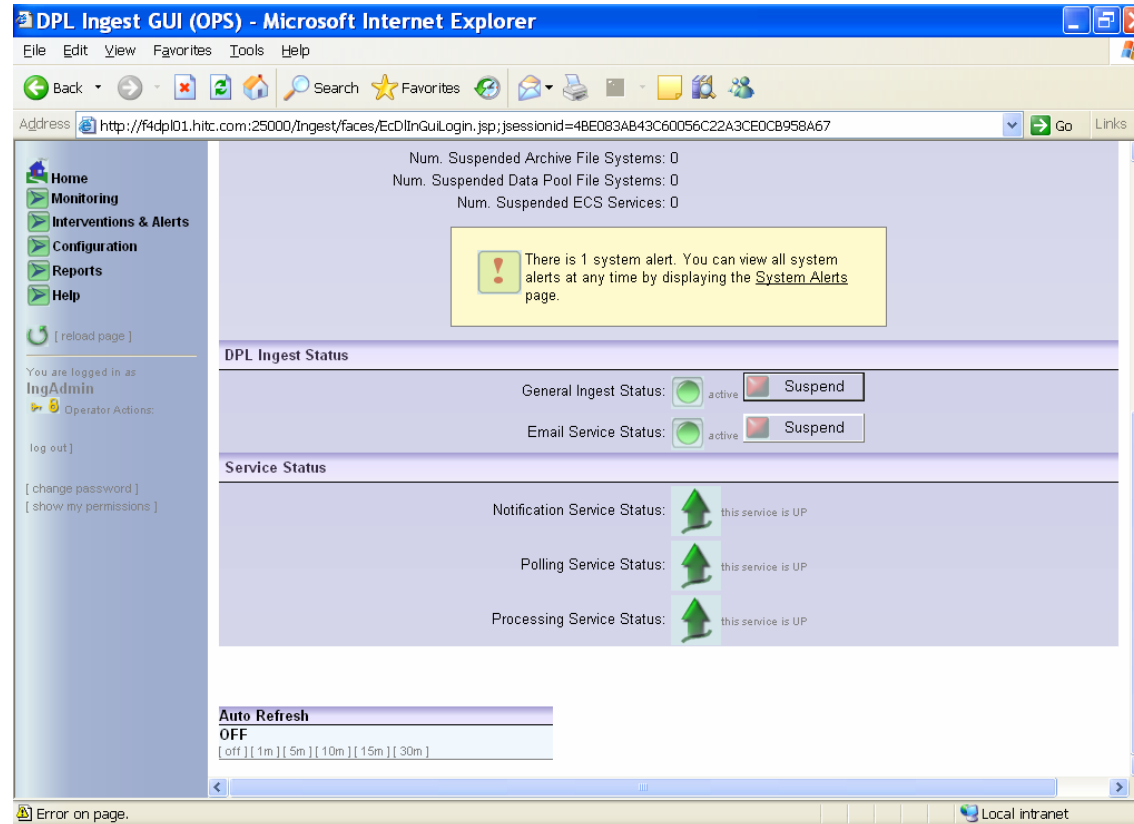 DPL Ingest GUI (OPS) - Microsoft Internet Explorer
File Edit View Favorites Tools Help
Back Search Favorites
Address http://f4dpl01.hitc.com:25000/Ingest/faces/EcDlInGuiLogin.jsp;jsessionid=4BE083AB43C60056C22A3CE0CB958A67 Go Links
Home
Monitoring
Interventions & Alerts
Configuration
Reports
Help
[ reload page ]
You are logged in as
IngAdmin
Operator Actions:
log out ]
[ change password ]
[ show my permissions ]
Num. Suspended Archive File Systems: 0
Num. Suspended Data Pool File Systems: 0
Num. Suspended ECS Services: 0
There is 1 system alert. You can view all system
alerts at any time by displaying the System Alerts
page.
DPL Ingest Status
General Ingest Status: active Suspend
Email Service Status: active Suspend
Service Status
Notification Service Status: this service is UP
Polling Service Status: this service is UP
Processing Service Status: this service is UP
Auto Refresh
OFF
[ off ] [ 1m ] [ 5m ] [ 10m ] [ 15m ] [ 30m ]
Error on page. Local intranet